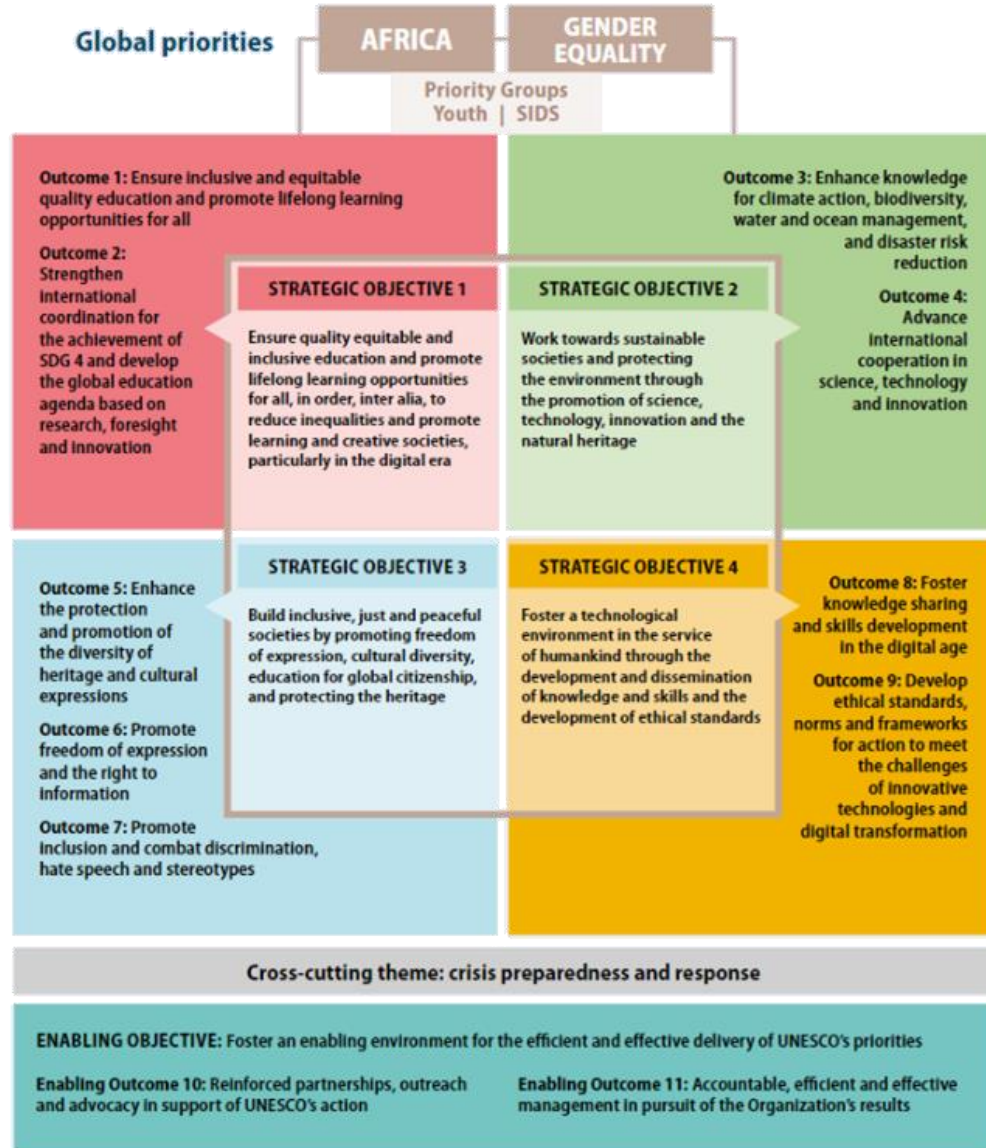 Global priorities
AFRICA
GENDER
EQUALITY
Priority Groups
Youth | SIDS
Outcome 1: Ensure inclusive and equitable
quality education and promote lifelong learning
opportunities for all
Outcome 2:
Strengthen
international
coordination for
the achievement of
SDG 4 and develop
the global education
agenda based on
research, foresight
and innovation
STRATEGIC OBJECTIVE 1
Ensure quality equitable and
inclusive education and promote
lifelong learning opportunities
for all, in order, inter alia, to
reduce inequalities and promote
learning and creative societies,
particularly in the digital era
Outcome 3: Enhance knowledge
for climate action, biodiversity,
water and ocean management,
and disaster risk
reduction
Outcome 4:
Advance
international
cooperation in
science, technology
and innovation
STRATEGIC OBJECTIVE 2
Work towards sustainable
societies and protecting
the environment through
the promotion of science,
technology, innovation and the
natural heritage
Outcome 5: Enhance
the protection
and promotion of
the diversity of
heritage and cultural
expressions
Outcome 6: Promote
freedom of expression
and the right to
information
Outcome 7: Promote
inclusion and combat discrimination,
hate speech and stereotypes
STRATEGIC OBJECTIVE 3
Build inclusive, just and peaceful
societies by promoting freedom
of expression, cultural diversity,
education for global citizenship,
and protecting the heritage
STRATEGIC OBJECTIVE 4
Foster a technological
environment in the service
of humankind through the
development and dissemination
of knowledge and skills and the
development of ethical standards
Outcome 8: Foster
knowledge sharing
and skills development
in the digital age
Outcome 9: Develop
ethical standards,
norms and frameworks
for action to meet
the challenges
of innovative
technologies and
digital transformation
Cross-cutting theme: crisis preparedness and response
ENABLING OBJECTIVE: Foster an enabling environment for the efficient and effective delivery of UNESCO's priorities
Enabling Outcome 10: Reinforced partnerships, outreach
and advocacy in support of UNESCO's action
Enabling Outcome 11: Accountable, efficient and effective
management in pursuit of the Organization's results